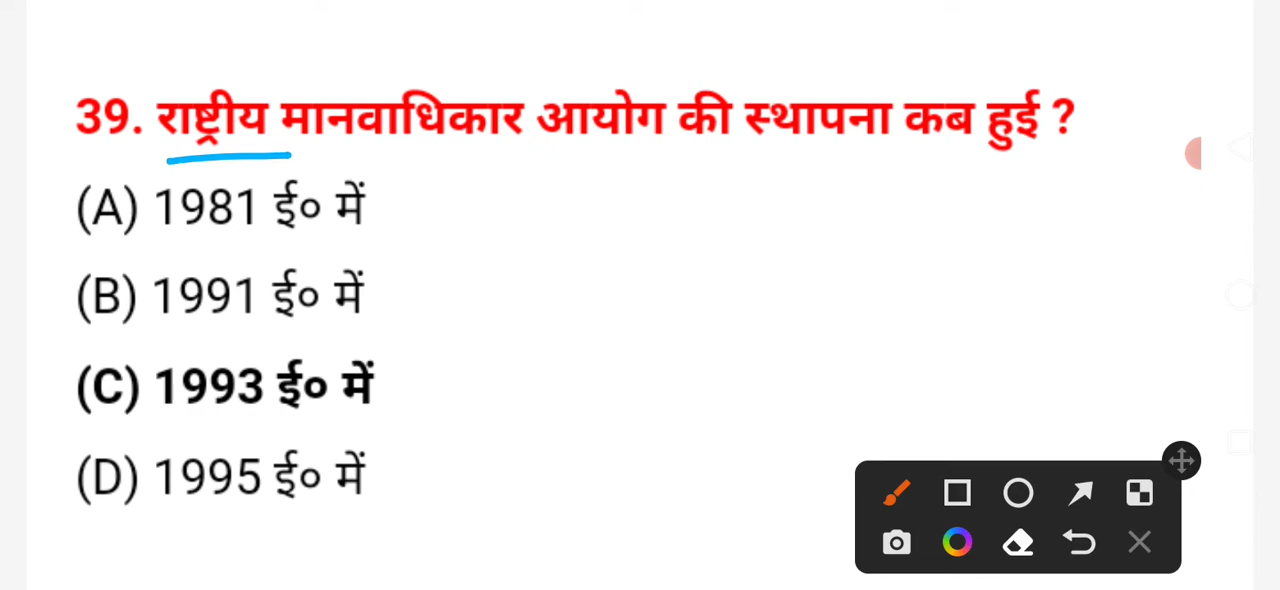 39. राष्ट्रीय मानवाधिकार आयोग की स्थापना कब हुई ?
(A) 1981 ई० में
(B) 1991 ई० में
(C) 1993 ई० में
(D) 1995 ई० में